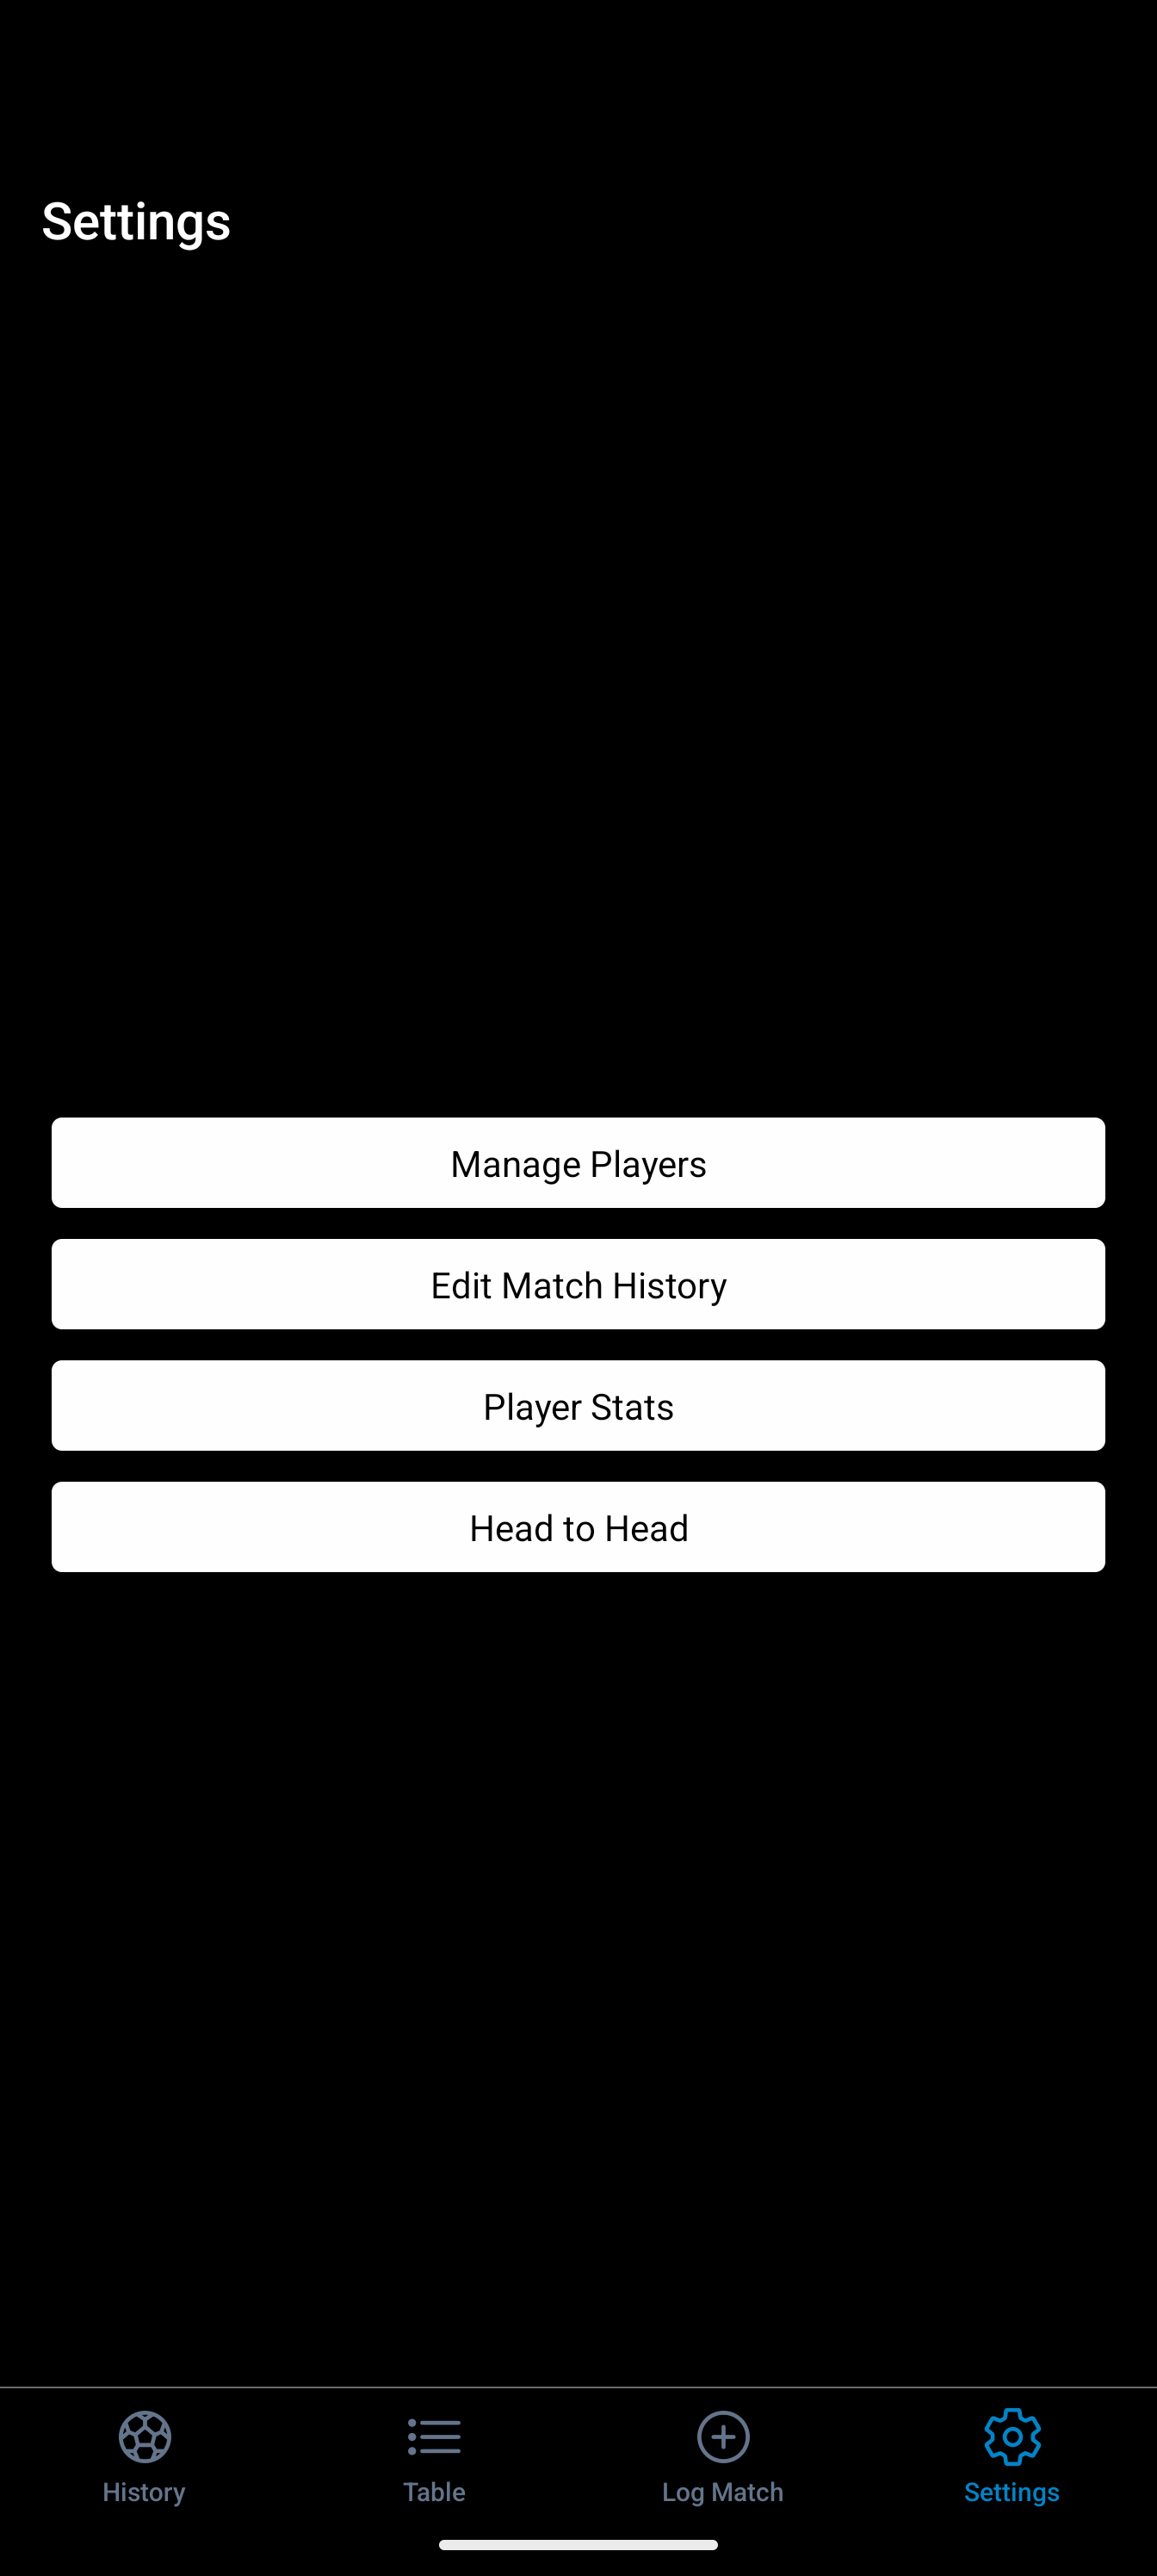 Settings
Manage Players
Edit Match History
Player Stats
Head to Head
History
Table
Log Match
Settings